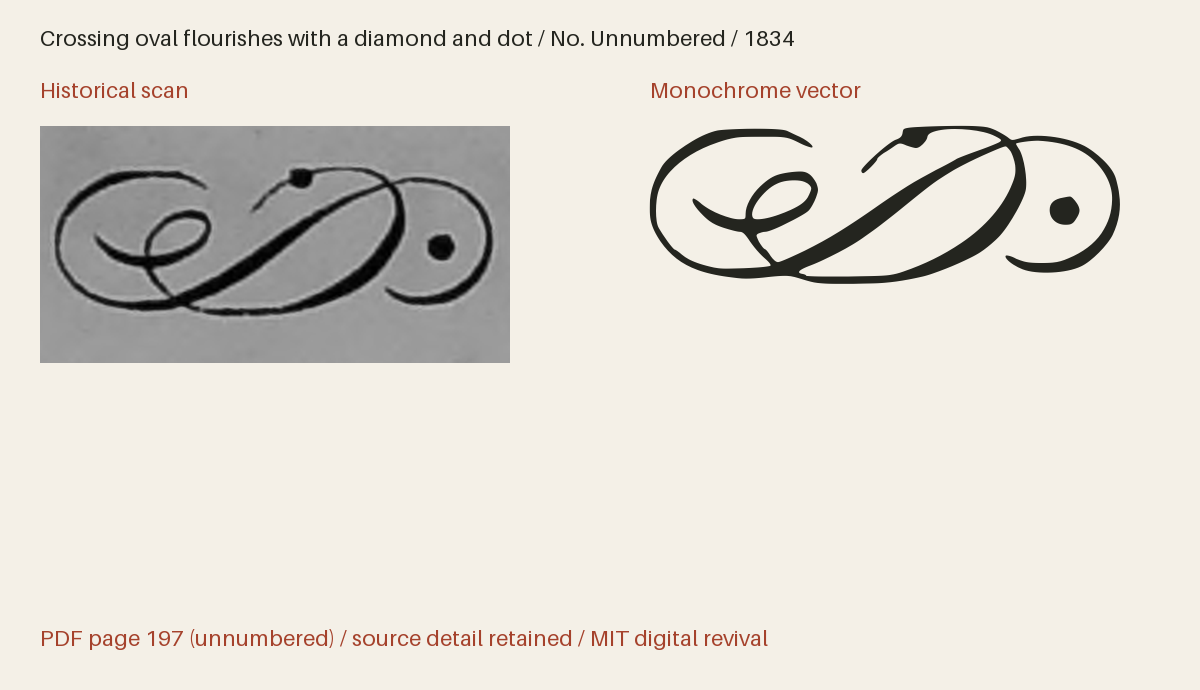 Crossing oval flourishes with a diamond and dot / No. Unnumbered / 1834
Historical scan
Monochrome vector
PDF page 197 (unnumbered) / source detail retained / MIT digital revival